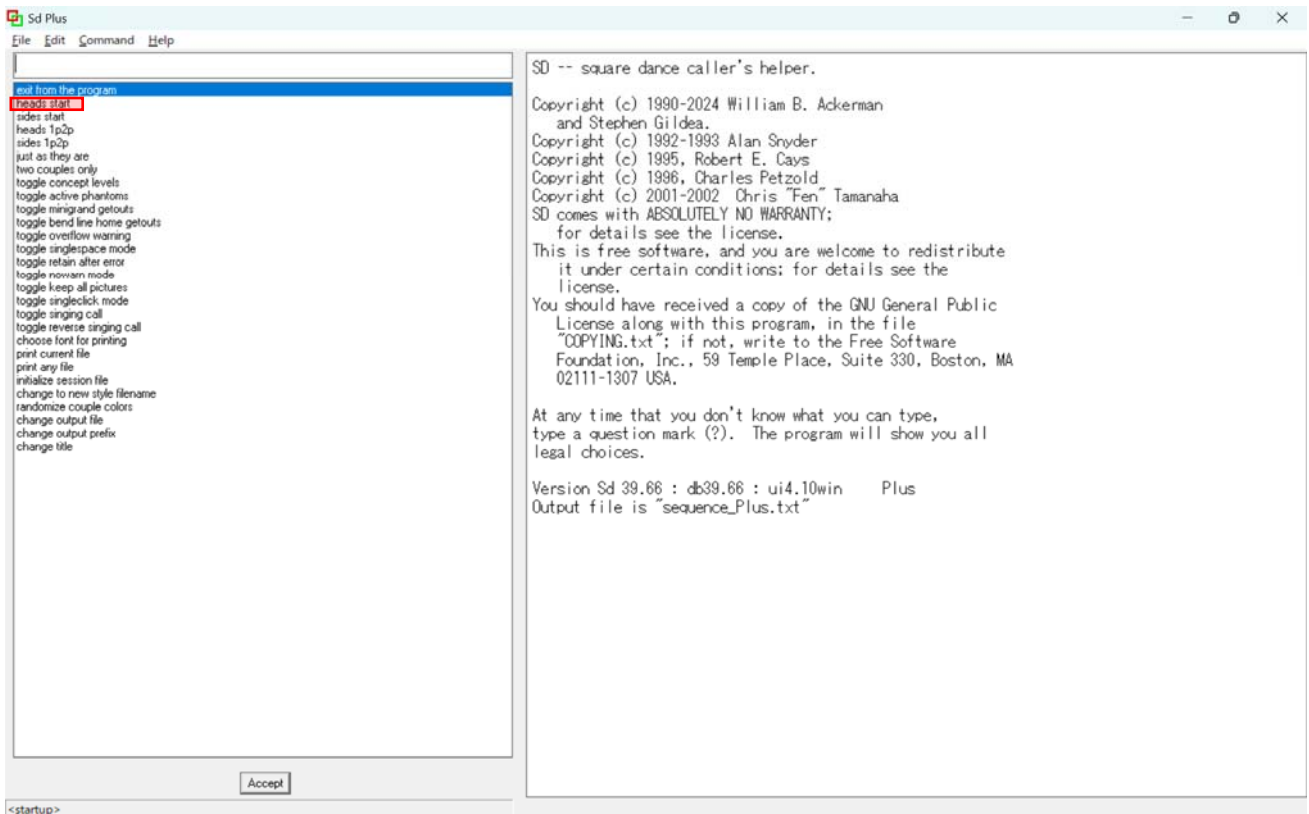 Sd Plus
File Edit Command Help
exit from the program
heads start
sides start
heads 1p2p
sides 1p2p
just as they are
two couples only
toggle concept levels
toggle active phantoms
toggle minigrand getouts
toggle bend line home getouts
toggle overflow warning
toggle singlespace mode
toggle retain after error
toggle nowarn mode
toggle keep all pictures
toggle singleclick mode
toggle singing call
toggle reverse singing call
choose font for printing
print current file
print any file
initialize session file
change to new style filename
randomize couple colors
change output file
change output prefix
change title
Accept
<startup>
SD -- square dance caller's helper.
Copyright (c) 1990-2024 William B. Ackerman
and Stephen Gildea.
Copyright (c) 1992-1993 Alan Snyder
Copyright (c) 1995, Robert E. Cays
Copyright (c) 1996, Charles Petzold
Copyright (c) 2001-2002  Chris "Fen" Tamanaha
SD comes with ABSOLUTELY NO WARRANTY;
for details see the license.
This is free software, and you are welcome to redistribute
it under certain conditions; for details see the
license.
You should have received a copy of the GNU General Public
License along with this program, in the file
"COPYING.txt"; if not, write to the Free Software
Foundation, Inc., 59 Temple Place, Suite 330, Boston, MA
02111-1307 USA.
At any time that you don't know what you can type,
type a question mark (?).  The program will show you all
legal choices.
Version Sd 39.66 : db39.66 : ui4.10win     Plus
Output file is "sequence_Plus.txt"